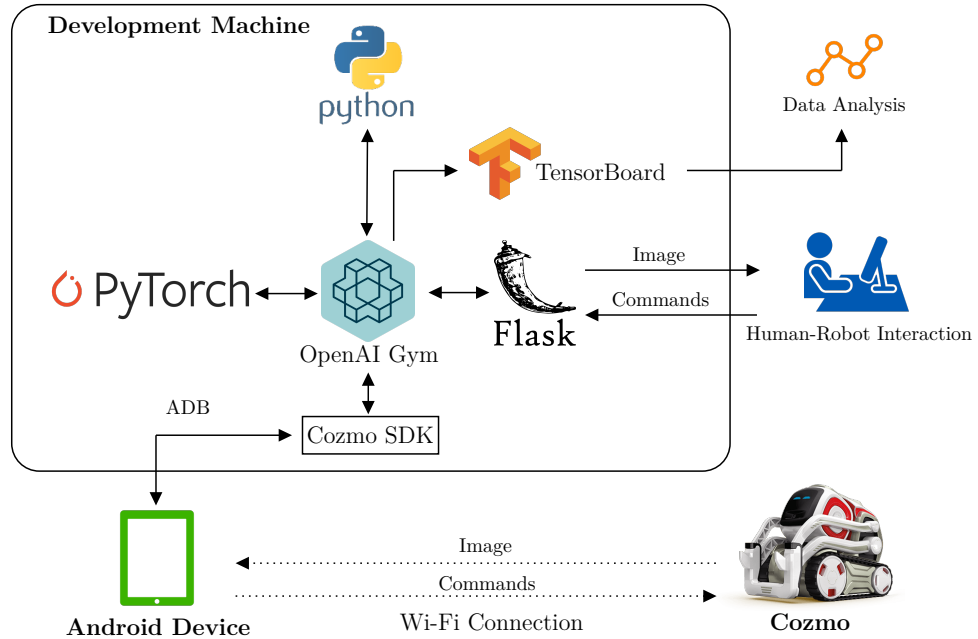 Development Machine
python
Data Analysis
TensorBoard
Image
PyTorch
Commands
Flask
Human-Robot Interaction
OpenAI Gym
ADB
Cozmo SDK
Image
Commands
Android Device
Wi-Fi Connection
Cozmo